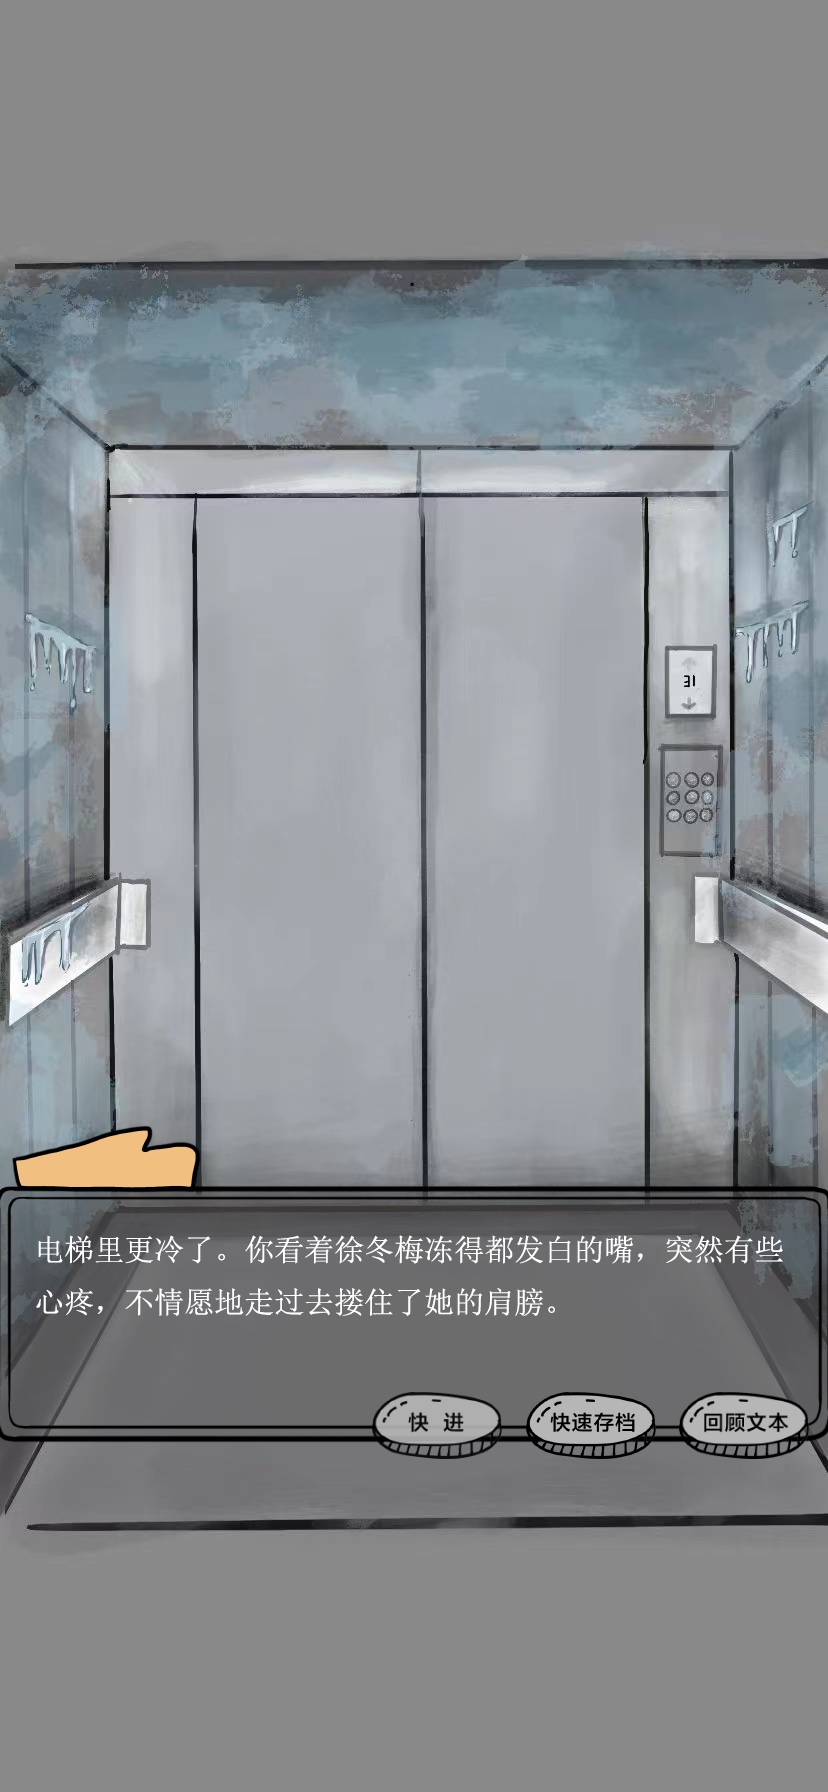 31
电梯里更冷了。你看着徐冬梅冻得都发白的嘴，突然有些
心疼，不情愿地走过去搂住了她的肩膀。
快 进
快速存档
回顾文本